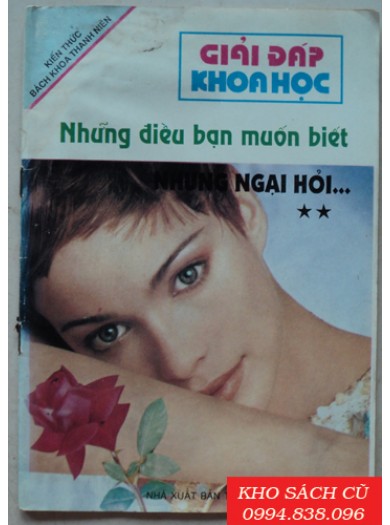 KIẾN THỨC
BÁCH KHOA THANH NIÊN
GIẢI ĐÁP
KHOA HỌC
Những điều bạn muốn biết
NHƯNG NGẠI HỎI...
★★
NHÀ XUẤT BẢN
KHO SÁCH CŨ
0994.838.096